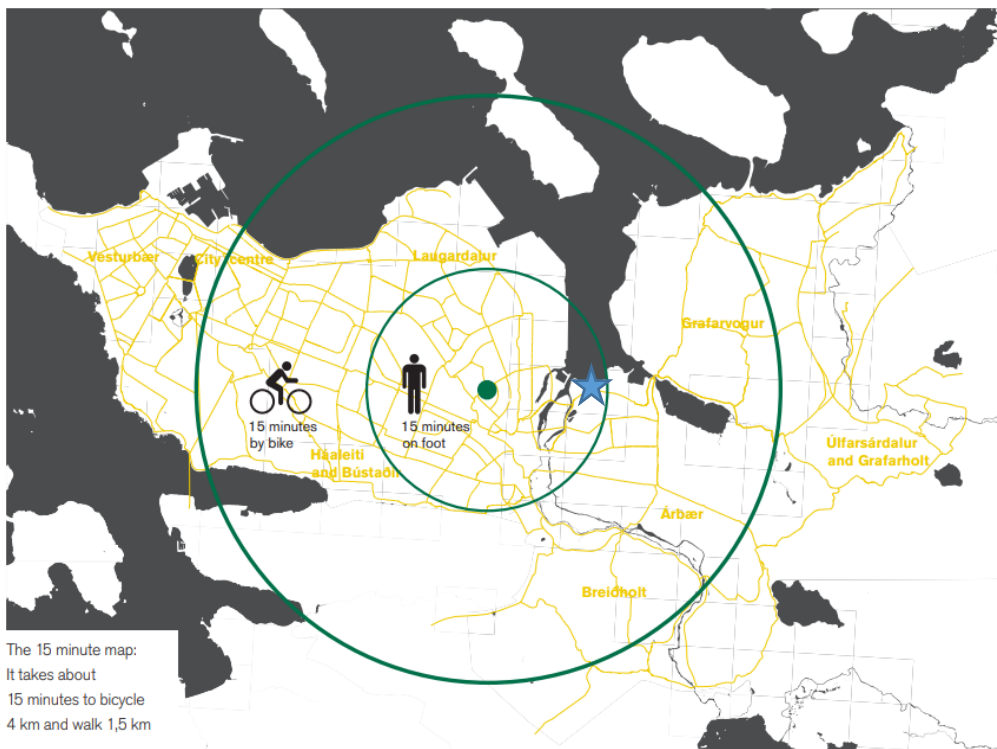 Vesturbær
City centre
Laugardalur
Grafarvogur
15 minutes
by bike
15 minutes
on foot
Háaleiti
and Bústaðir
Úlfarsárdalur
and Grafarholt
Árbær
Breiðholt
The 15 minute map:
It takes about
15 minutes to bicycle
4 km and walk 1,5 km